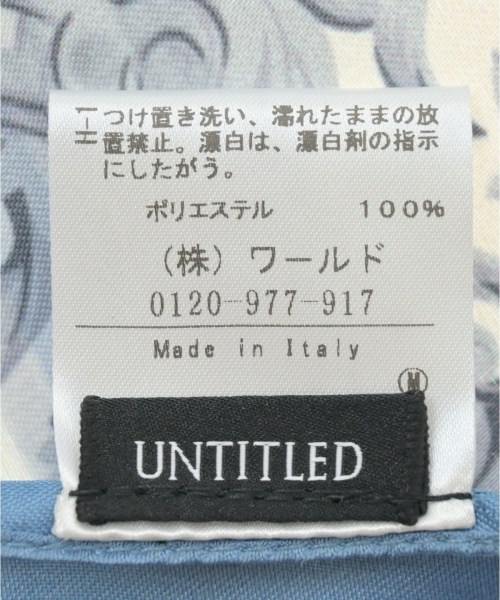 つけ置き洗い、濡れたままの放
置禁止。漂白は、漂白剤の指示
にしたがう。
ポリエステル 100%
(株)ワールド
0120-977-917
Made in Italy
M
UNTITLED